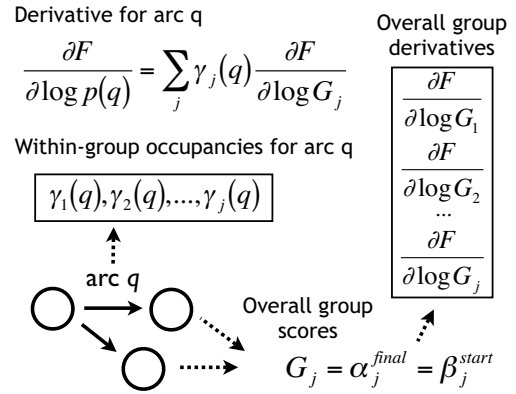 Derivative for arc q
∂F/∂log p(q) = ∑_j γ_j(q) ∂F/∂log G_j
Within-group occupancies for arc q
γ_1(q),γ_2(q),...,γ_j(q)
arc q
Overall group
scores
G_j = α_j^{final} = β_j^{start}
Overall group
derivatives
∂F/∂log G_1
∂F/∂log G_2
...
∂F/∂log G_j